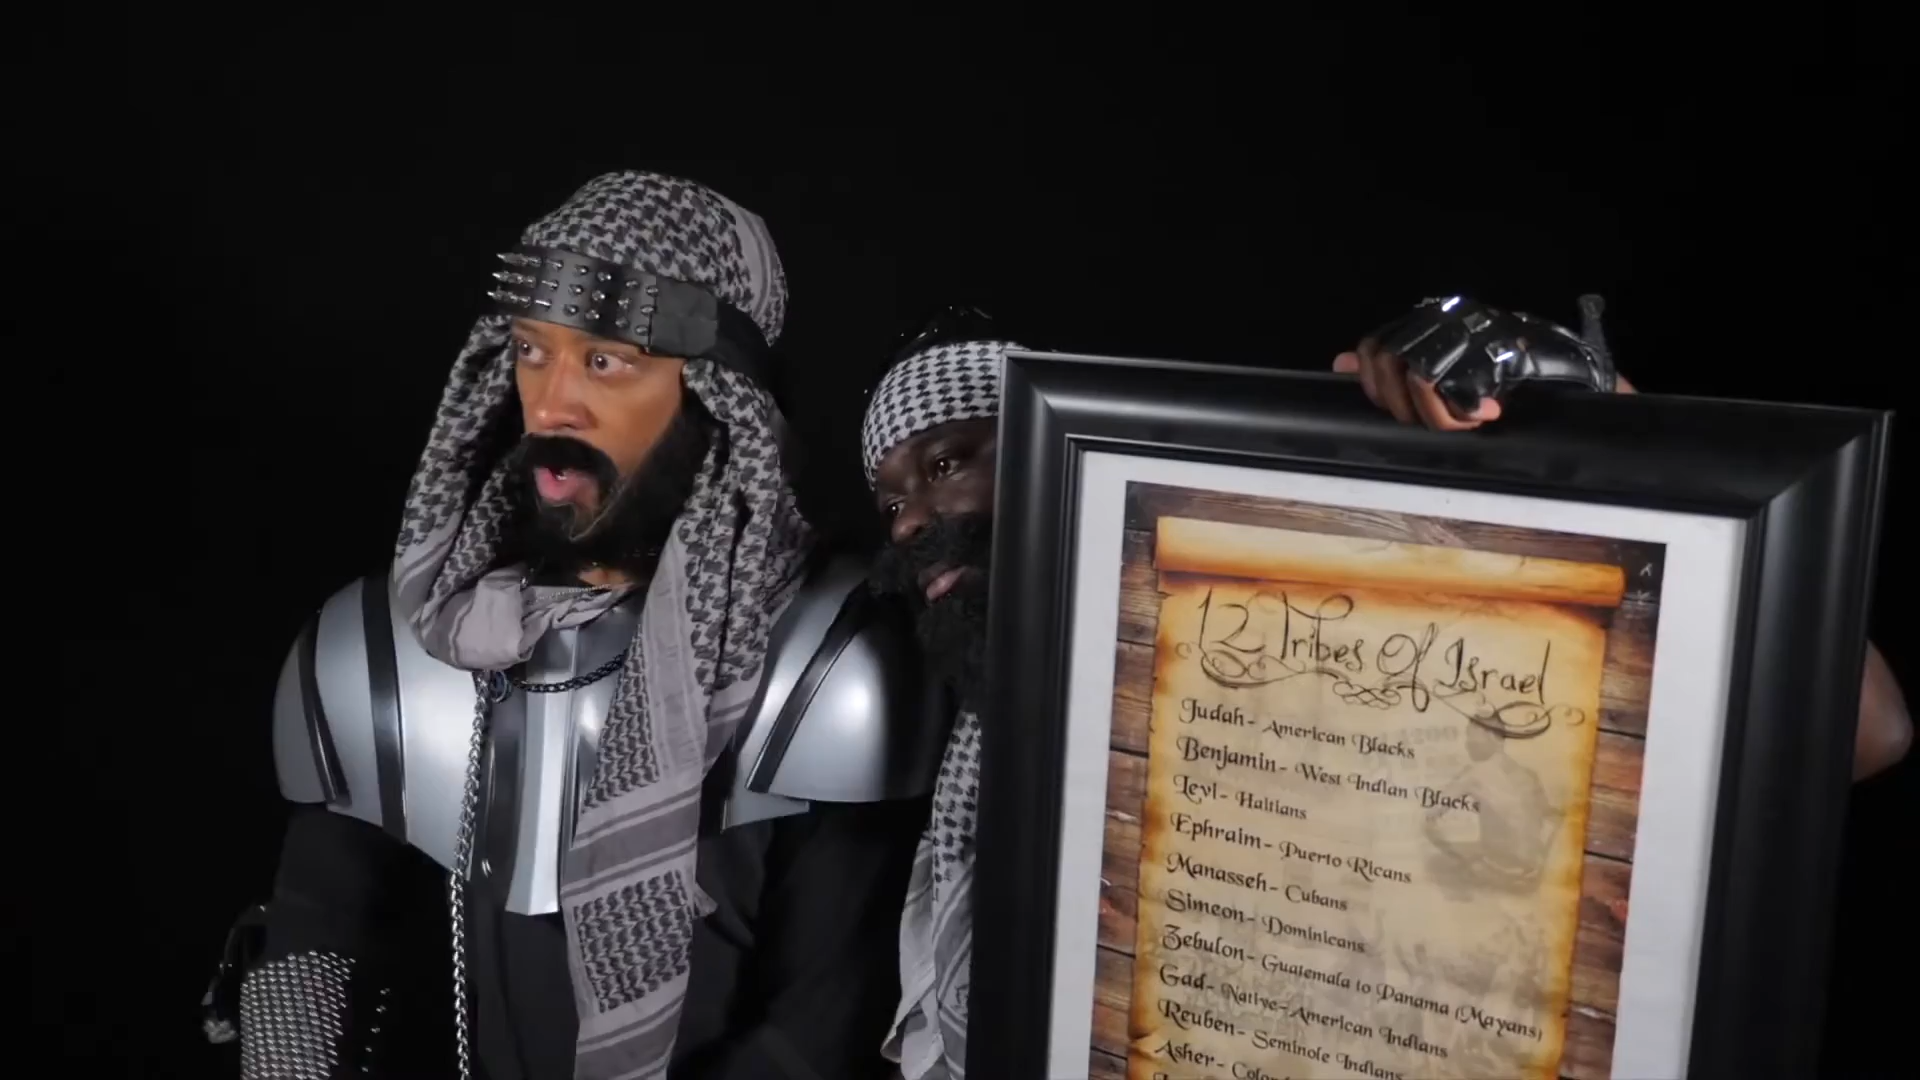 12 Tribes Of Israel
Judah- American Blacks
Benjamin- West Indian Blacks
Levi- Haitians
Ephraim- Puerto Ricans
Manasseh- Cubans
Simeon- Dominicans
Zebulon- Guatemala to Panama (Mayans)
Gad- Native-American Indians
Reuben- Seminole Indians
Asher-